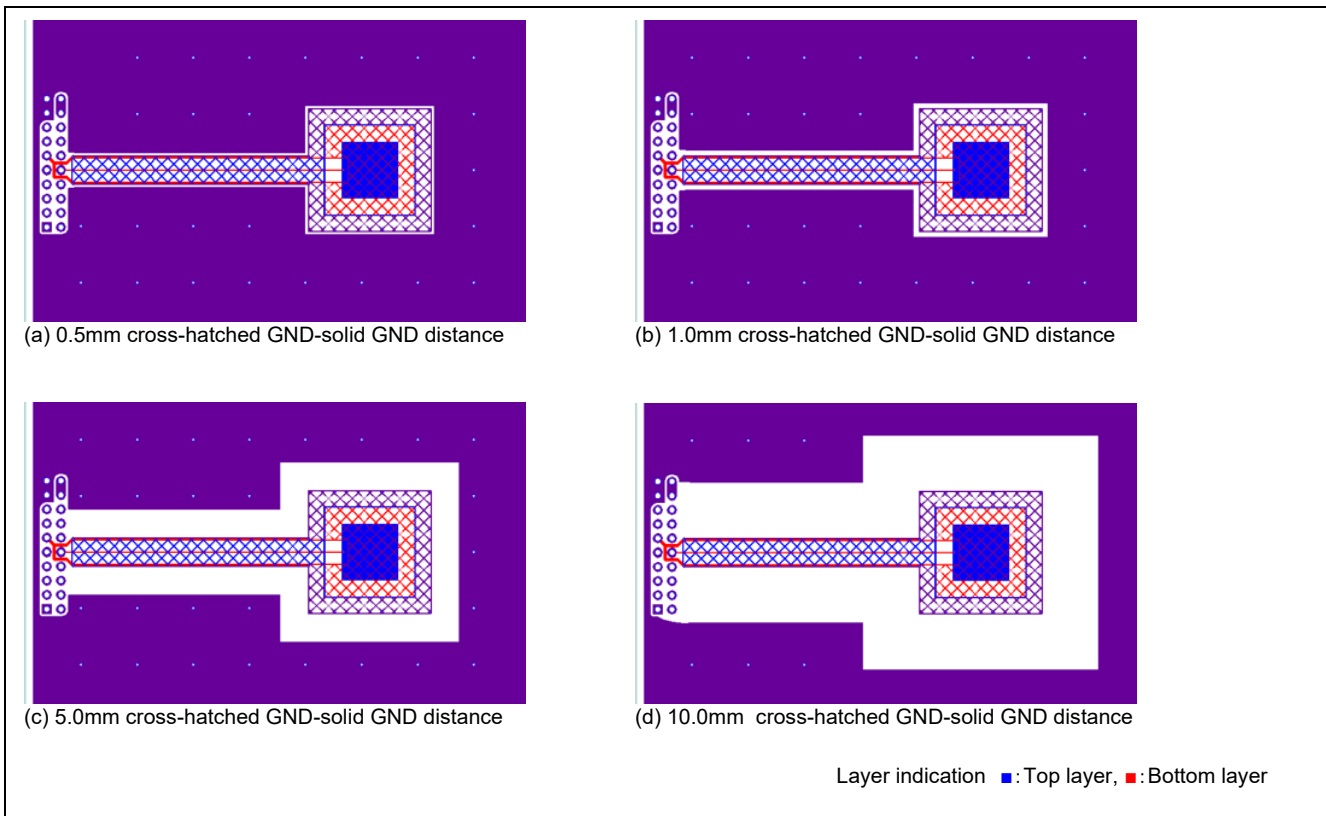 (a) 0.5mm cross-hatched GND-solid GND distance
(b) 1.0mm cross-hatched GND-solid GND distance
(c) 5.0mm cross-hatched GND-solid GND distance
(d) 10.0mm  cross-hatched GND-solid GND distance
Layer indication ■:Top layer, ■:Bottom layer